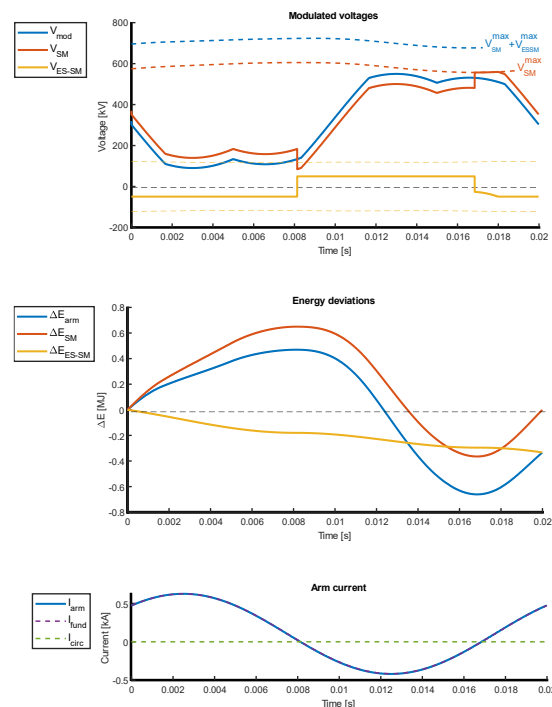 Modulated voltages
V_mod
V_SM
V_ES-SM
Voltage [kV]
800
600
400
200
0
-200
V_SM^max + V_ESSM^max
V_SM^max
0
0.002
0.004
0.006
0.008
0.01
0.012
0.014
0.016
0.018
0.02
Time [s]
Energy deviations
ΔE_arm
ΔE_SM
ΔE_ES-SM
ΔE [MJ]
0.8
0.6
0.4
0.2
0
-0.2
-0.4
-0.6
-0.8
0
0.002
0.004
0.006
0.008
0.01
0.012
0.014
0.016
0.018
0.02
Time [s]
Arm current
I_arm
I_fund
I_circ
Current [kA]
0.5
0
-0.5
0
0.002
0.004
0.006
0.008
0.01
0.012
0.014
0.016
0.018
0.02
Time [s]